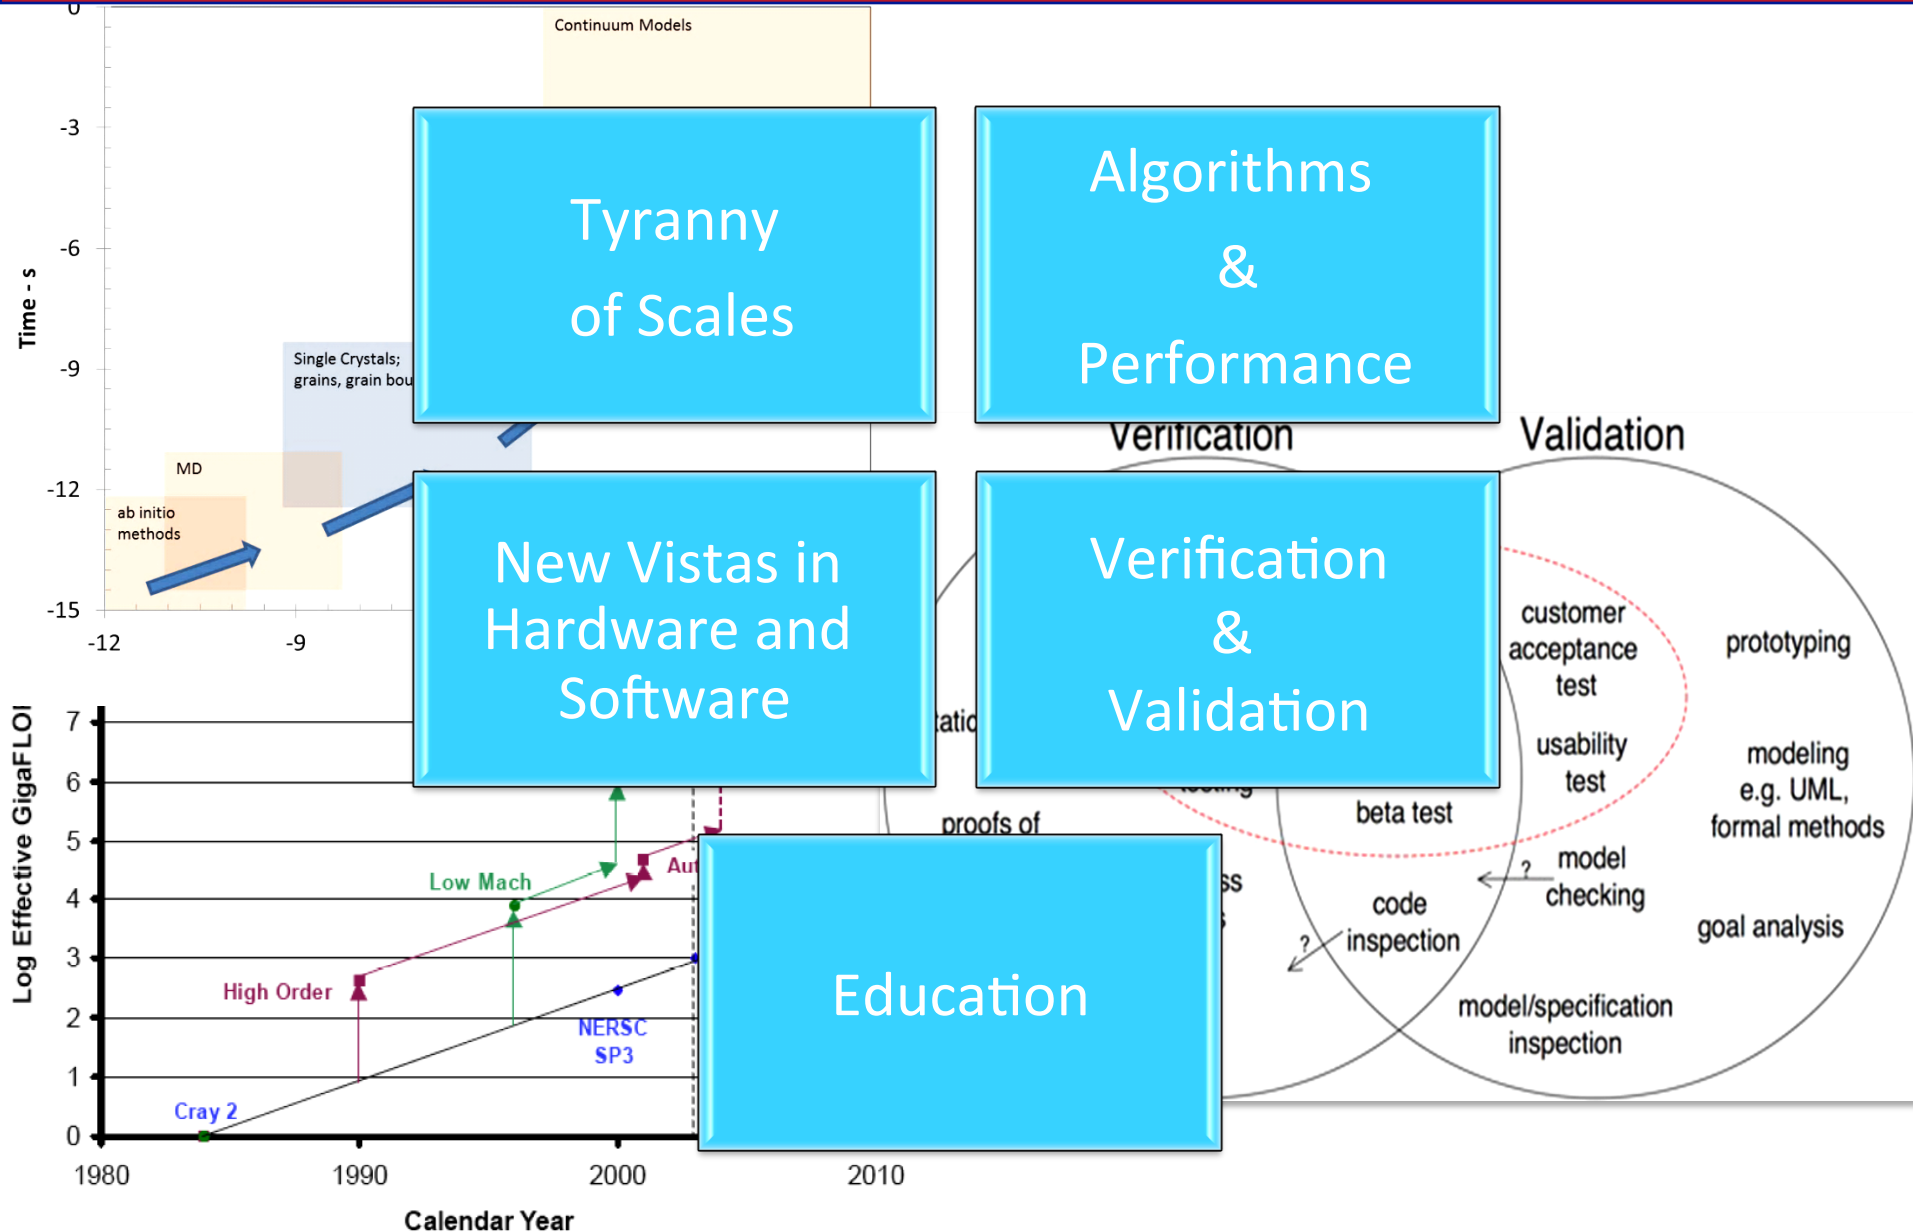 0
Continuum Models
-3
-6
-9
-12
-15
Time - s
Single Crystals;
grains, grain
MD
ab initio
methods
-12
-9
Tyranny
of Scales
Algorithms
&
Performance
New Vistas in
Hardware and
Software
Verification
&
Validation
Education
Verification
Validation
customer
acceptance
test
prototyping
usability
test
modeling
e.g. UML,
formal methods
testing
beta test
proofs of
model
checking
?
code
inspection
?
goal analysis
model/specification
inspection
Log Effective
7
6
5
4
3
2
1
0
Low Mach
High Order
NERSC
SP3
Cray 2
1980
1990
2000
2010
Calendar Year